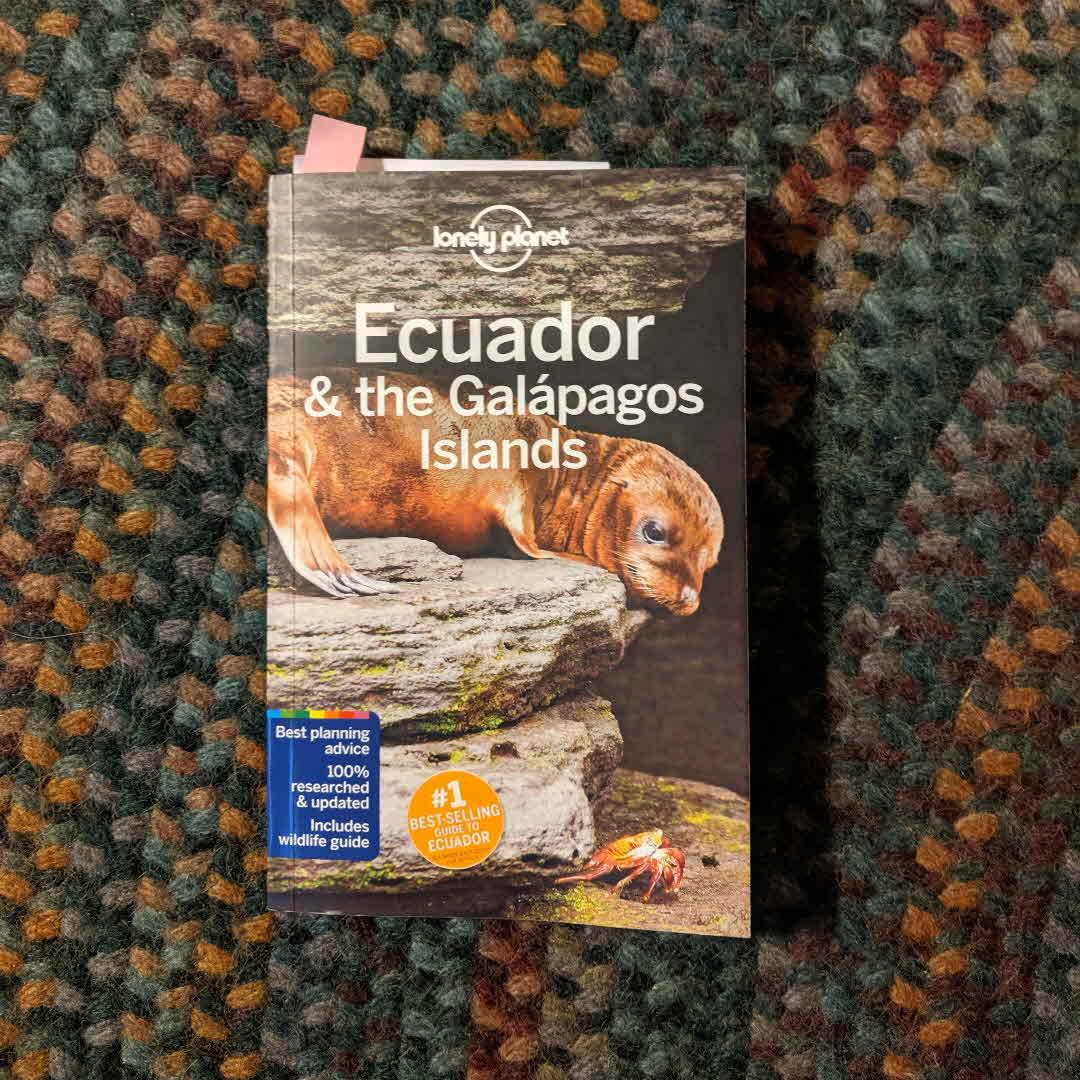 lonely planet
Ecuador
& the Galápagos
Islands
Best planning
advice
100%
researched
& updated
Includes
wildlife guide
#1
BEST-SELLING
GUIDE TO
ECUADOR